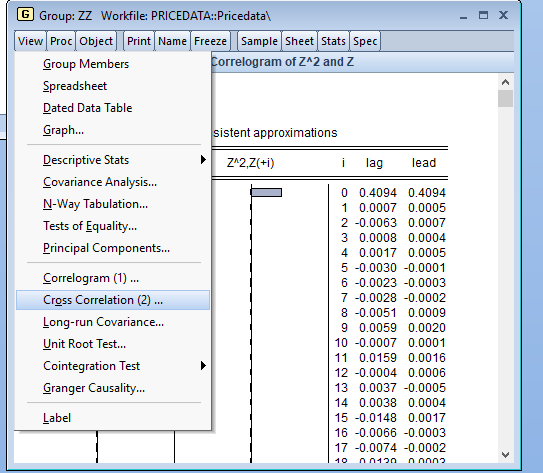 G Group: ZZ Workfile: PRICEDATA::Pricedata\
View Proc Object Print Name Freeze Sample Sheet Stats Spec
Correlogram of Z^2 and Z
Group Members
Spreadsheet
Dated Data Table
Graph...
Descriptive Stats
Covariance Analysis...
N-Way Tabulation...
Tests of Equality...
Principal Components...
Correlogram (1) ...
Cross Correlation (2) ...
Long-run Covariance...
Unit Root Test...
Cointegration Test
Granger Causality...
Label
sistent approximations
Z^2,Z(+i) i lag lead
0 0.4094 0.4094
1 0.0007 0.0005
2 -0.0063 0.0007
3 0.0008 0.0004
4 0.0017 0.0005
5 -0.0030 -0.0001
6 -0.0023 -0.0003
7 -0.0028 -0.0002
8 -0.0051 0.0009
9 0.0059 0.0020
10 -0.0007 0.0001
11 0.0159 0.0016
12 -0.0004 0.0006
13 0.0037 -0.0005
14 0.0038 0.0004
15 -0.0148 0.0017
16 -0.0066 -0.0003
17 -0.0074 -0.0002